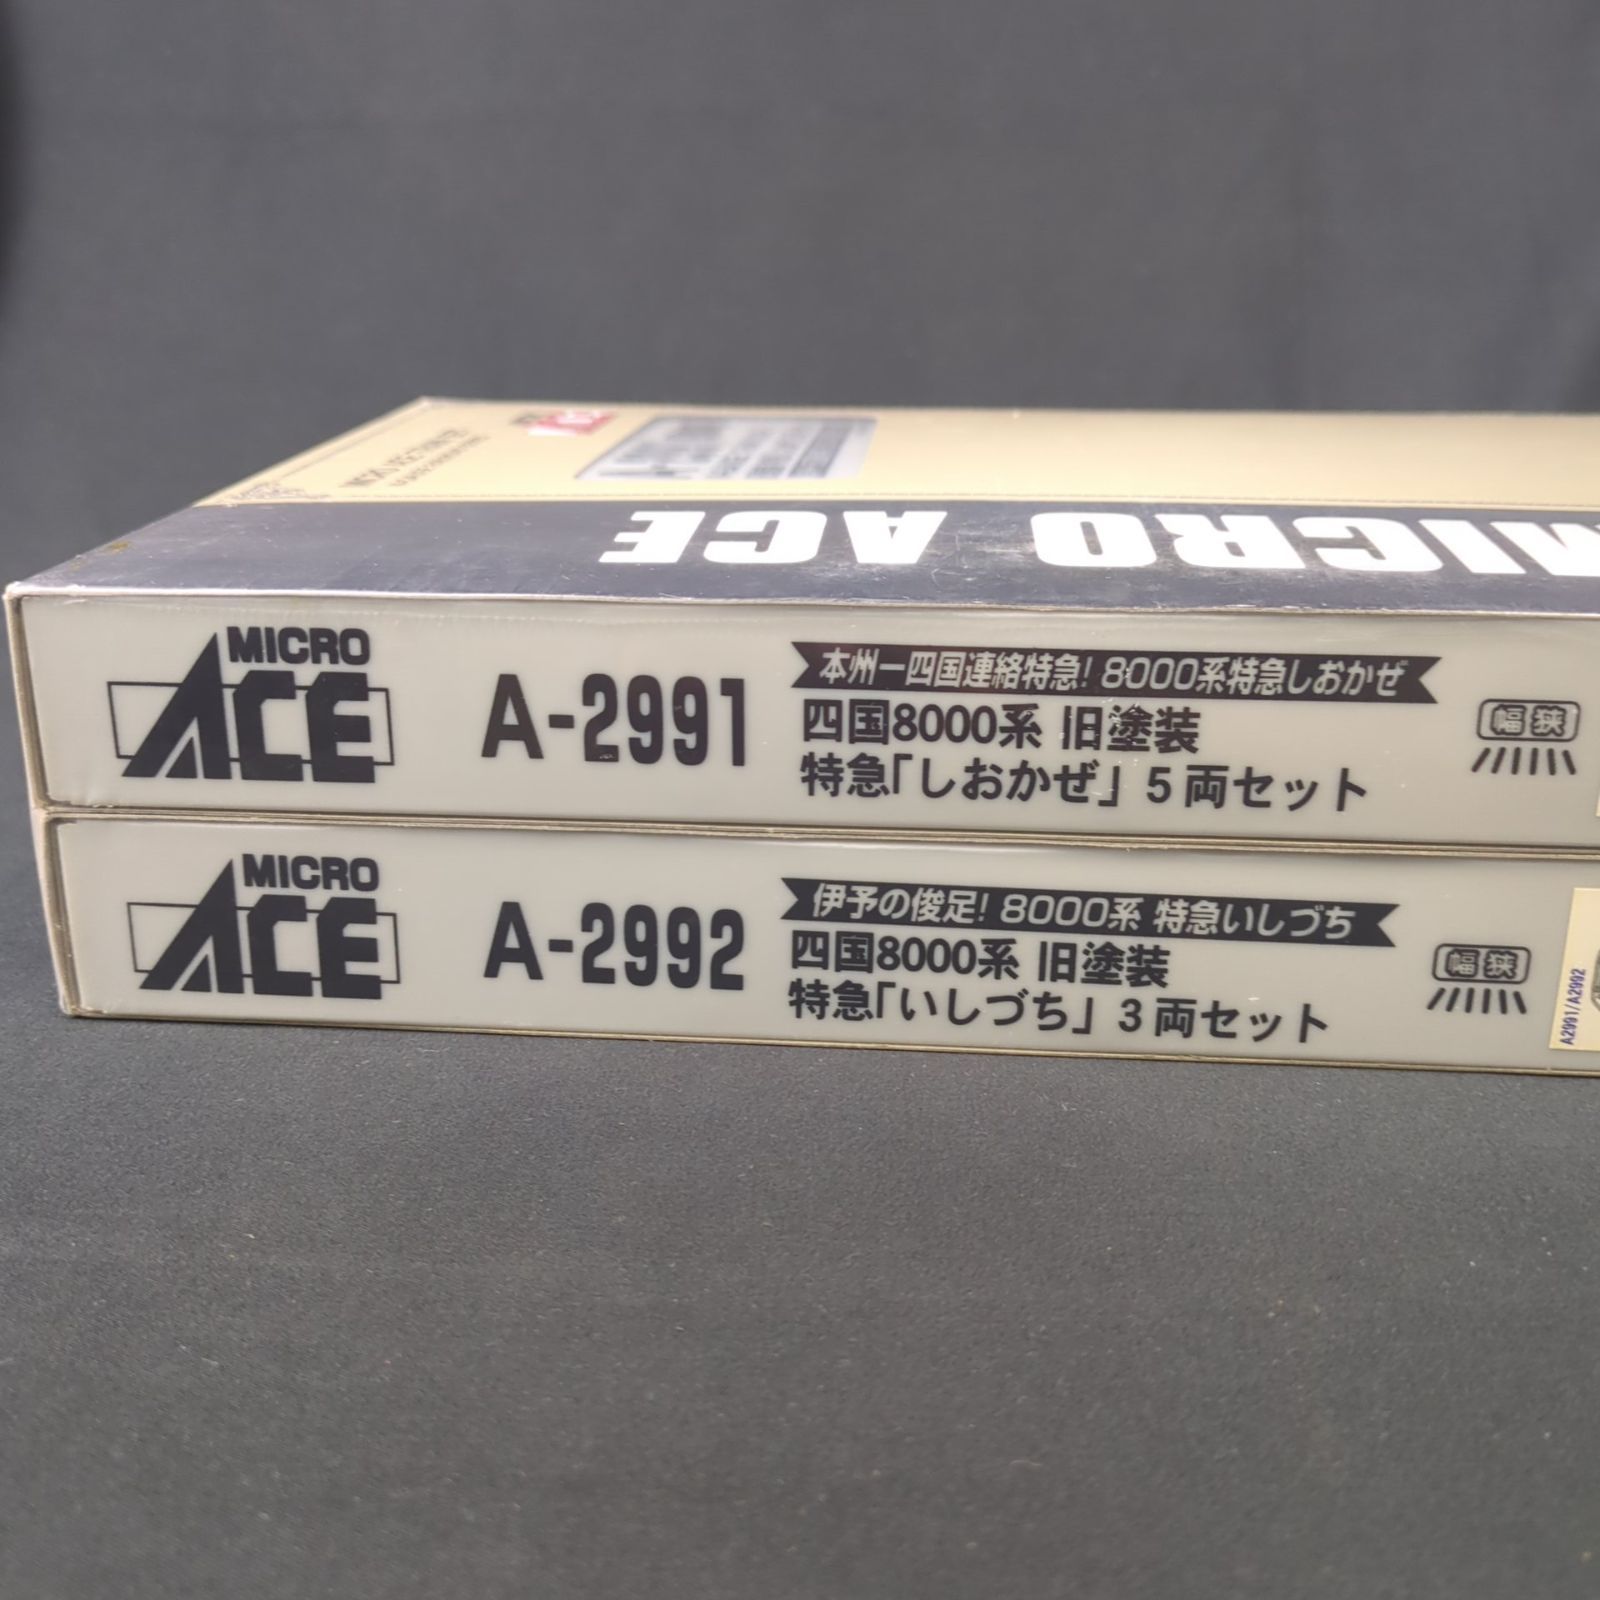 MICRO ACE
MICRO
ACE
A-2991
本州ー四国連絡特急!8000系特急しおかぜ
四国8000系 旧塗装
特急「しおかぜ」5両セット
幅狭
MICRO
ACE
A-2992
伊予の俊足!8000系 特急いしづち
四国8000系 旧塗装
特急「いしづち」3両セット
幅狭
A2991/A2992